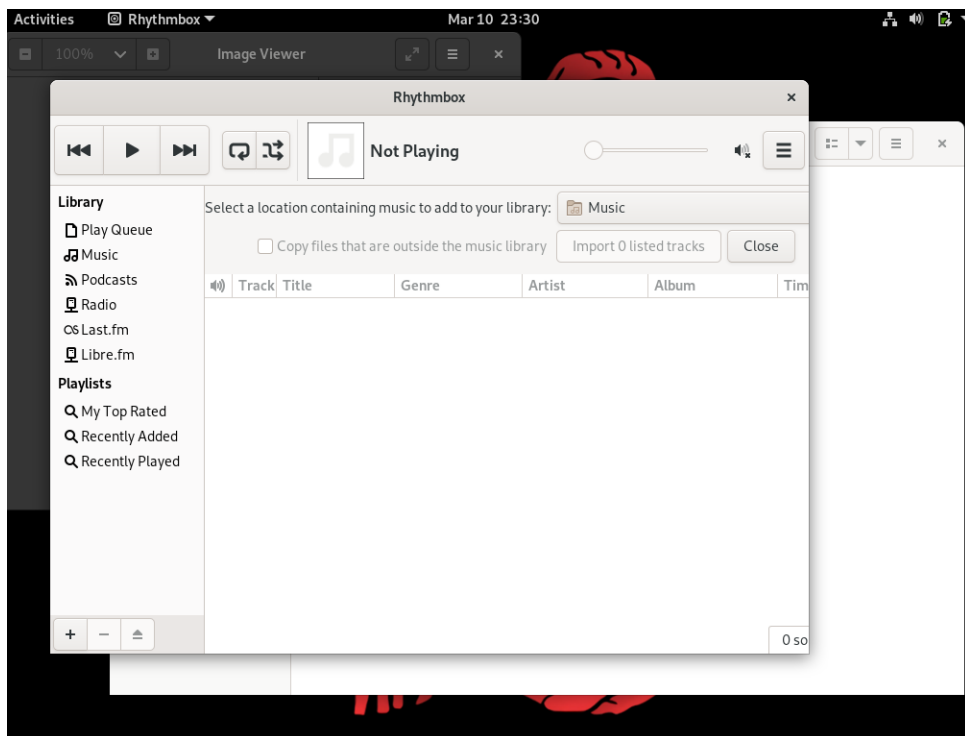 Activities Rhythmbox Mar 10 23:30
100% Image Viewer
Rhythmbox
Not Playing
Library
Play Queue
Music
Podcasts
Radio
Last.fm
Libre.fm
Playlists
My Top Rated
Recently Added
Recently Played
Select a location containing music to add to your library: Music
Copy files that are outside the music library Import 0 listed tracks Close
Track Title Genre Artist Album Tim
0 so